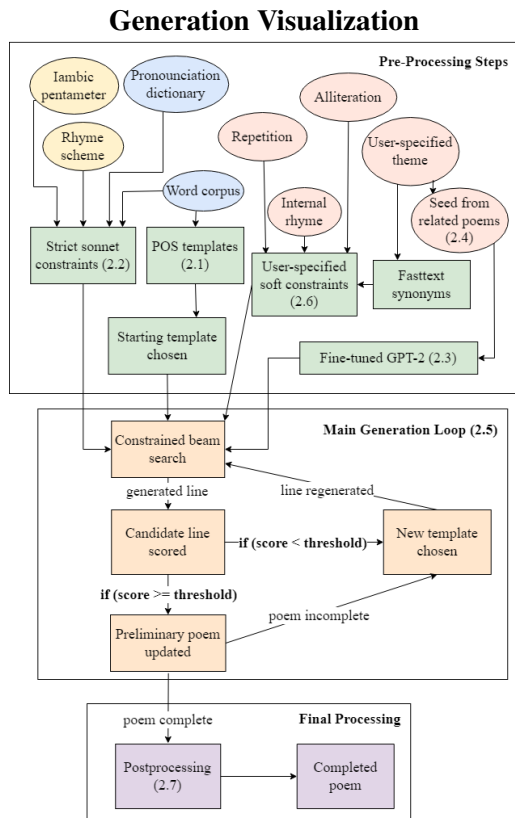 Generation Visualization
Pre-Processing Steps
Iambic
pentameter
Pronounciation
dictionary
Alliteration
Rhyme
scheme
Repetition
User-specified
theme
Word corpus
Internal
rhyme
Seed from
related poems
(2.4)
Strict sonnet
constraints (2.2)
POS templates
(2.1)
User-specified
soft constraints
(2.6)
Fasttext
synonyms
Starting template
chosen
Fine-tuned GPT-2 (2.3)
Main Generation Loop (2.5)
Constrained beam
search
generated line
line regenerated
Candidate line
scored
if (score < threshold)
New template
chosen
if (score >= threshold)
poem incomplete
Preliminary poem
updated
poem complete
Final Processing
Postprocessing
(2.7)
Completed
poem